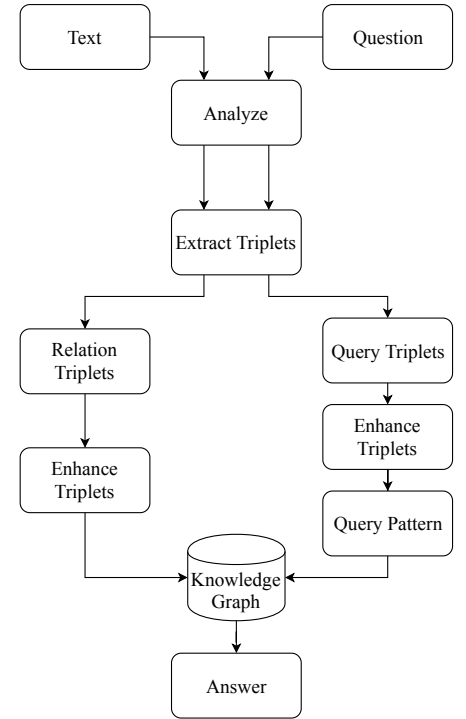 Text
Question
Analyze
Extract Triplets
Relation
Triplets
Query Triplets
Enhance
Triplets
Enhance
Triplets
Query Pattern
Knowledge
Graph
Answer